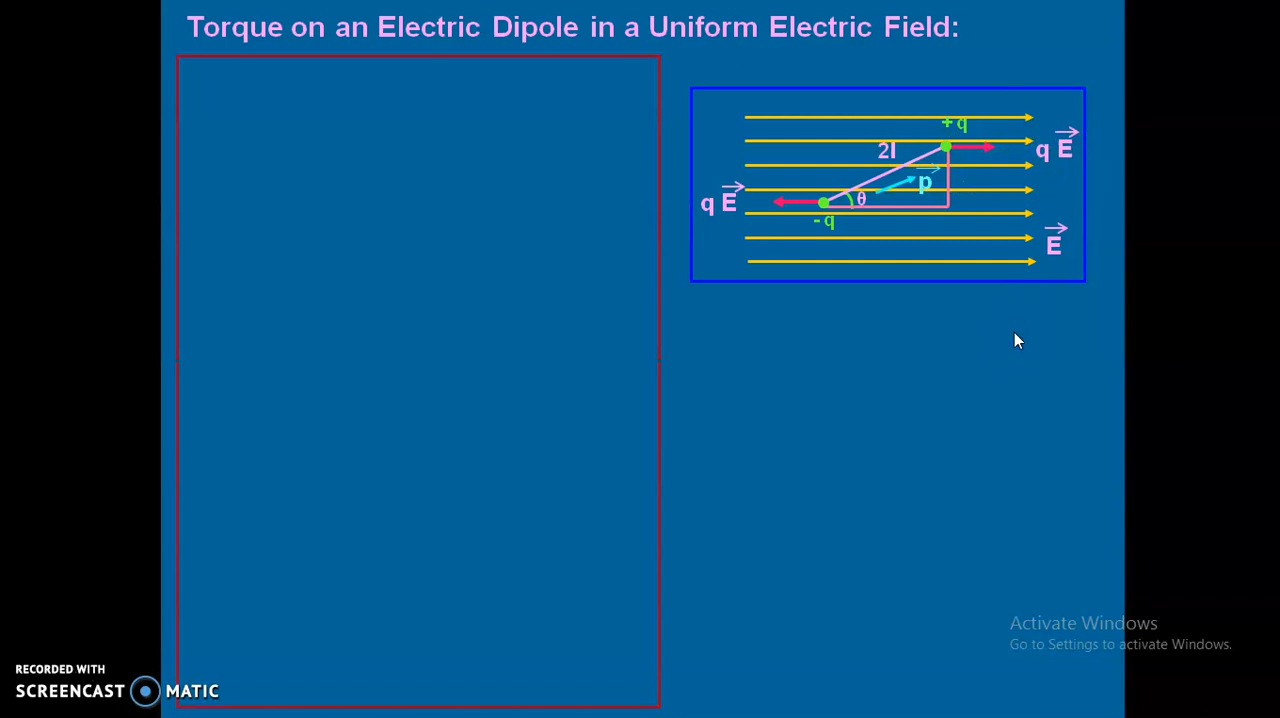 Torque on an Electric Dipole in a Uniform Electric Field:
+ q
2l
q E
p
q E
θ
- q
E
Activate Windows
Go to Settings to activate Windows.
RECORDED WITH
SCREENCAST MATIC